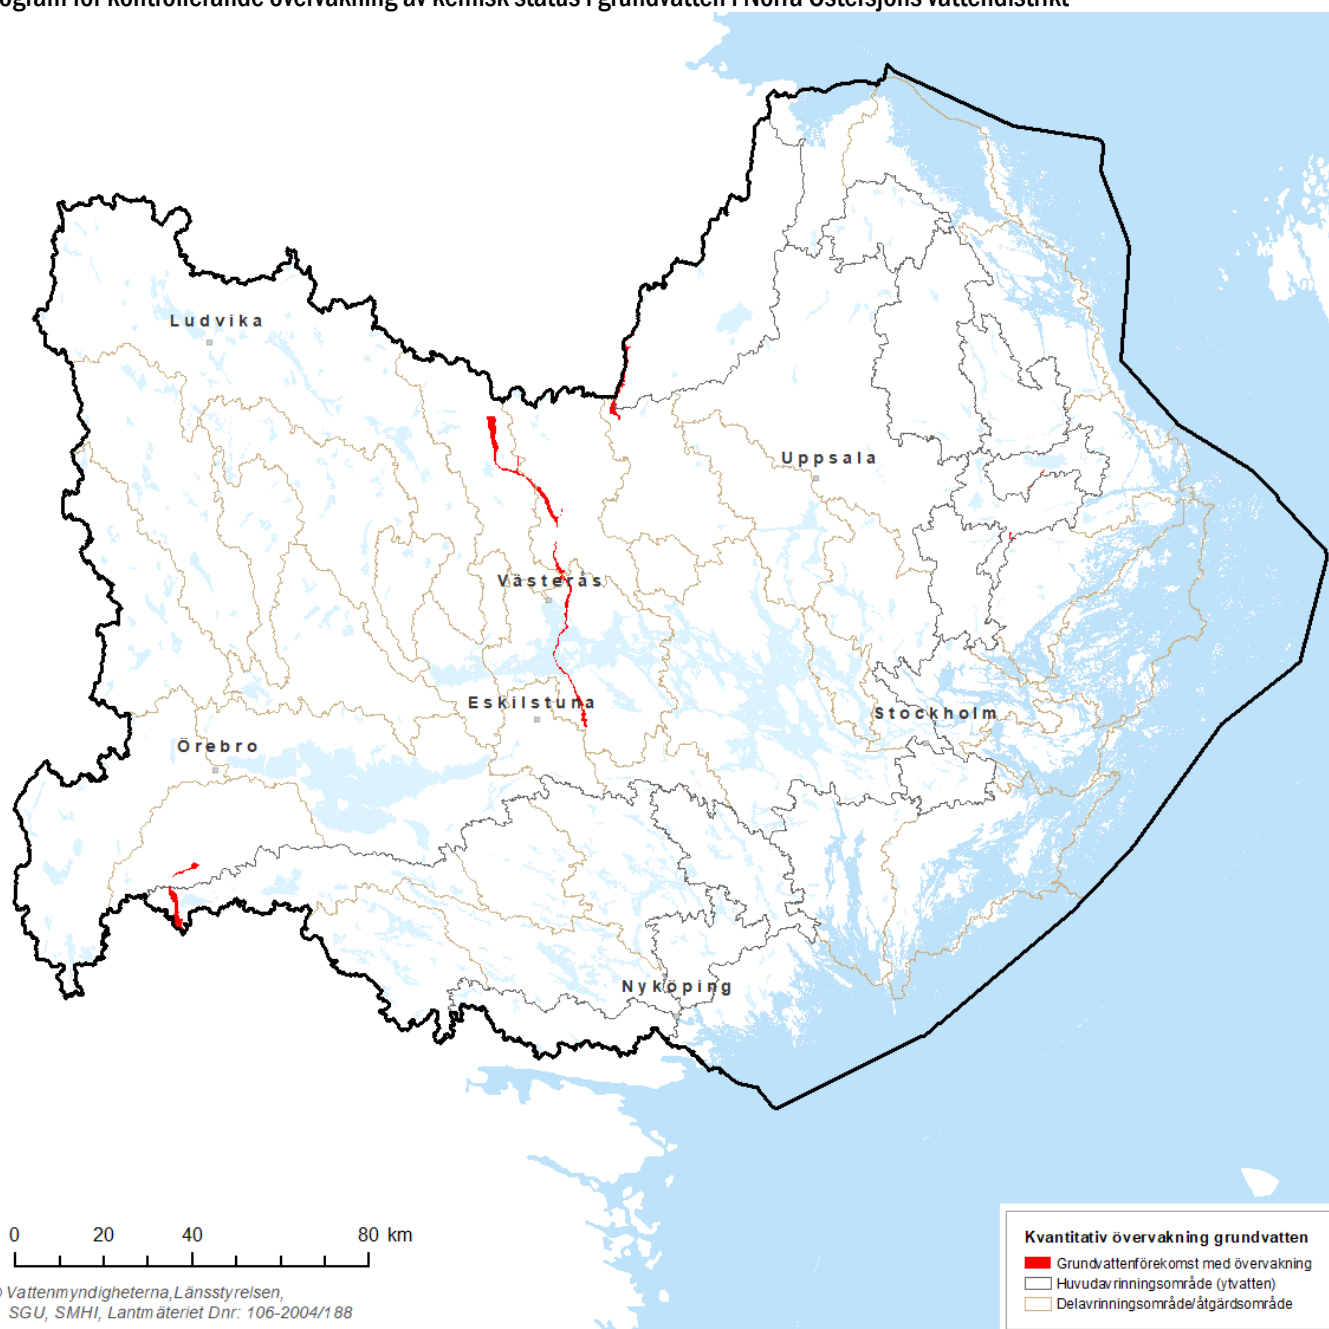 ogram för kontrollerande övervakning av kemisk status i grundvatten i Norra Östersjöns vattendistrikt
Ludvika
Uppsala
Västerås
Eskilstuna
Stockholm
Örebro
Nyköping
0 20 40 80 km
Vattenmyndigheterna,Länsstyrelsen,
SGU, SMHI, Lantmäteriet Dnr: 106-2004/188
Kvantitativ övervakning grundvatten
Grundvattenförekomst med övervakning
Huvudavrinningsområde (ytvatten)
Delavrinningsområde/åtgärdsområde